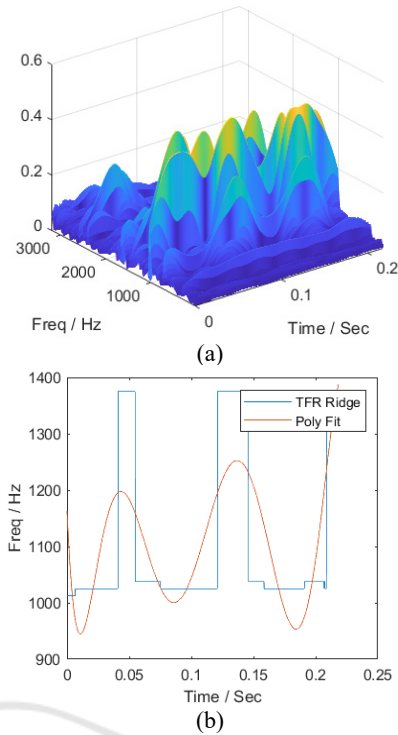 0.6
0.4
0.2
0
3000
2000
1000
0
0.1
0.2
Freq / Hz
Time / Sec
(a)
1400
1300
1200
1100
1000
900
Freq / Hz
TFR Ridge
Poly Fit
0
0.05
0.1
0.15
0.2
0.25
Time / Sec
(b)